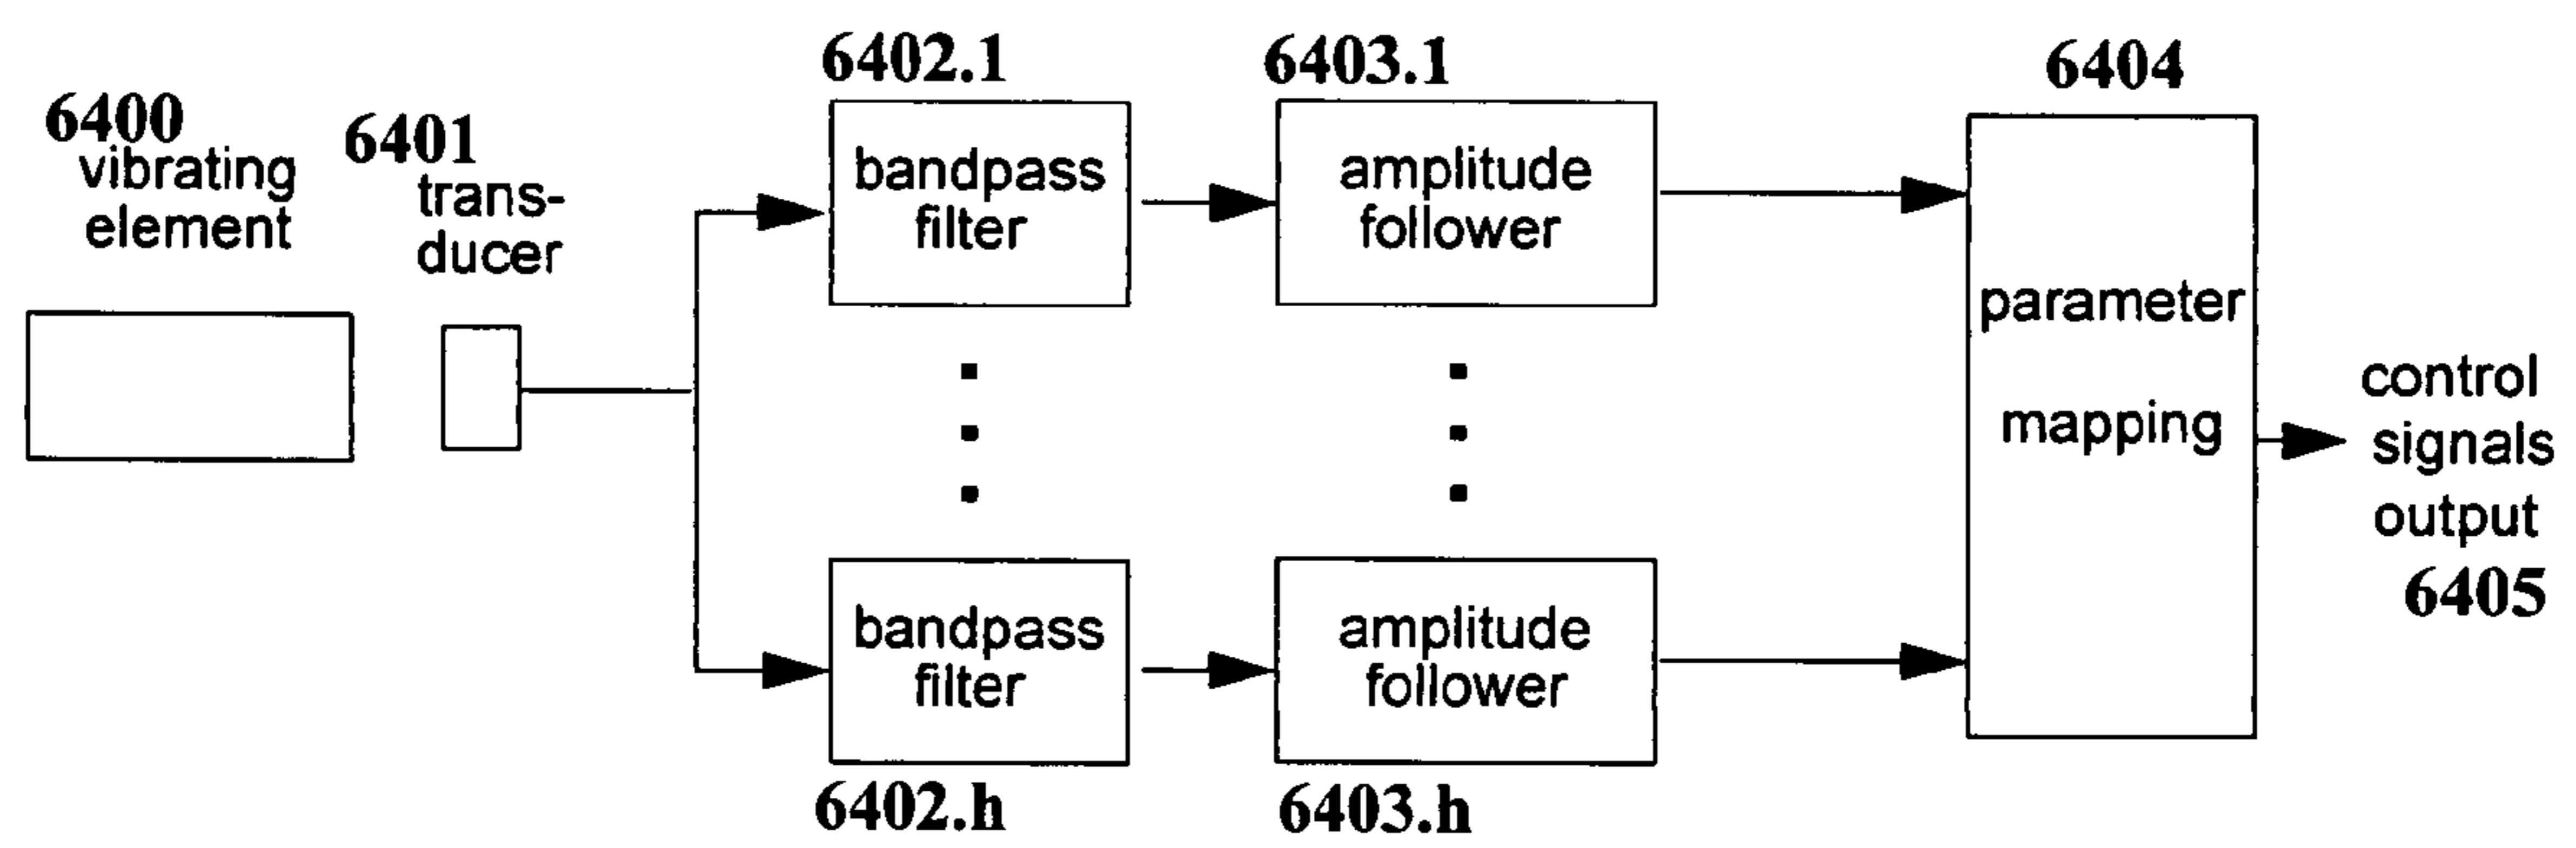 6400
vibrating
element
6401
trans-
ducer
6402.1
bandpass
filter
6403.1
amplitude
follower
6404
parameter
mapping
control
signals
output
6405
bandpass
filter
6402.h
amplitude
follower
6403.h